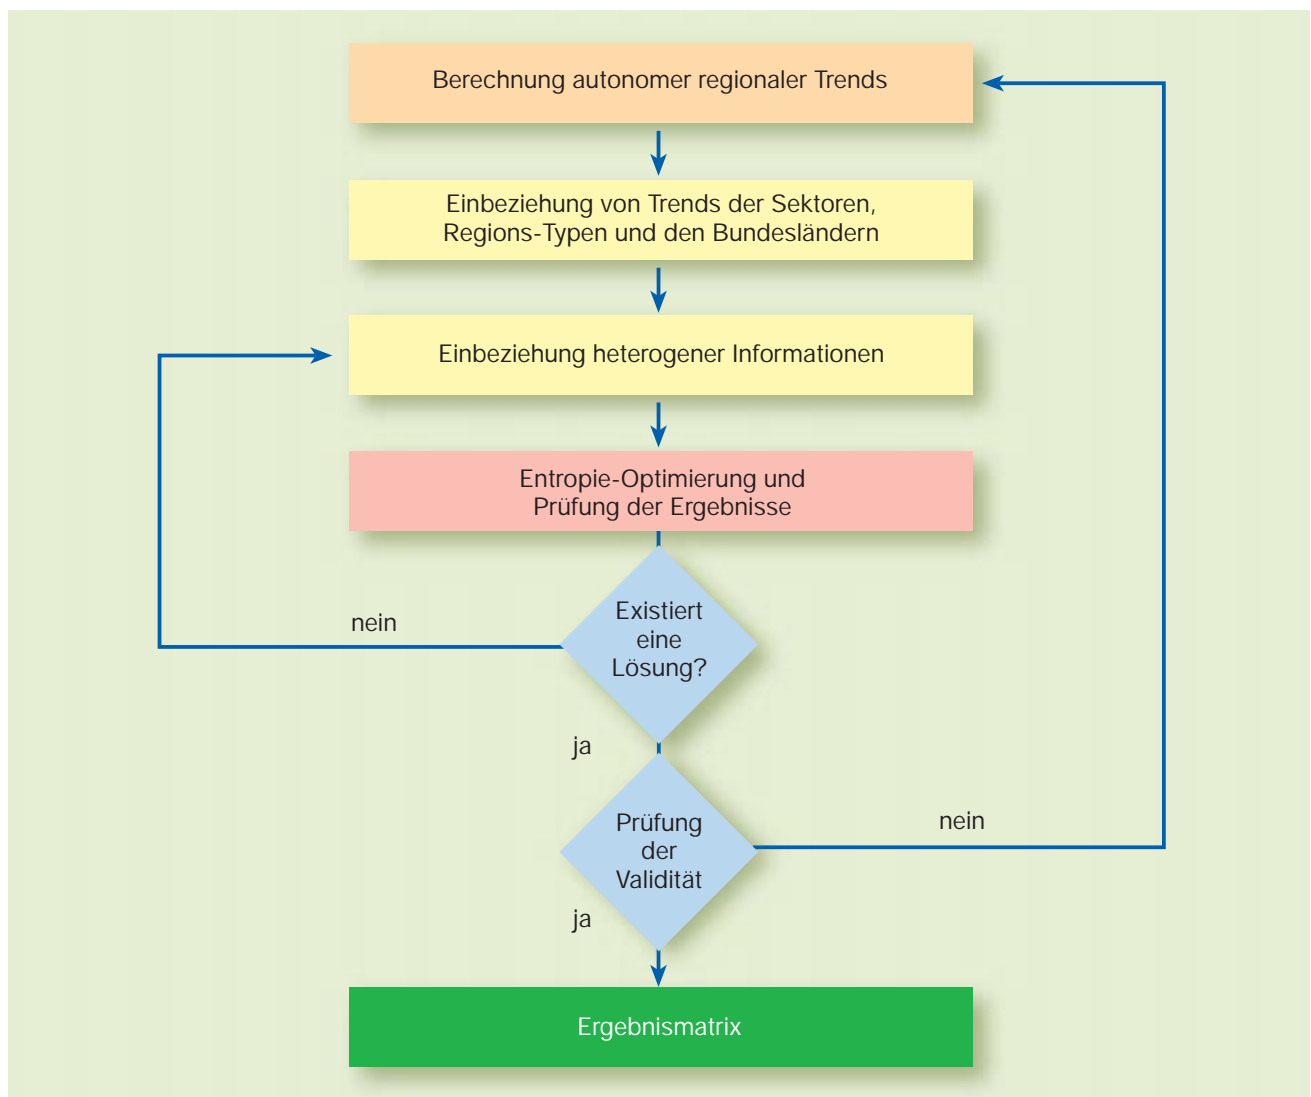 Berechnung autonomer regionaler Trends
Einbeziehung von Trends der Sektoren,
Regions-Typen und den Bundesländern
Einbeziehung heterogener Informationen
Entropie-Optimierung und
Prüfung der Ergebnisse
nein
Existiert
eine
Lösung?
ja
Prüfung
der
Validität
nein
ja
Ergebnismatrix